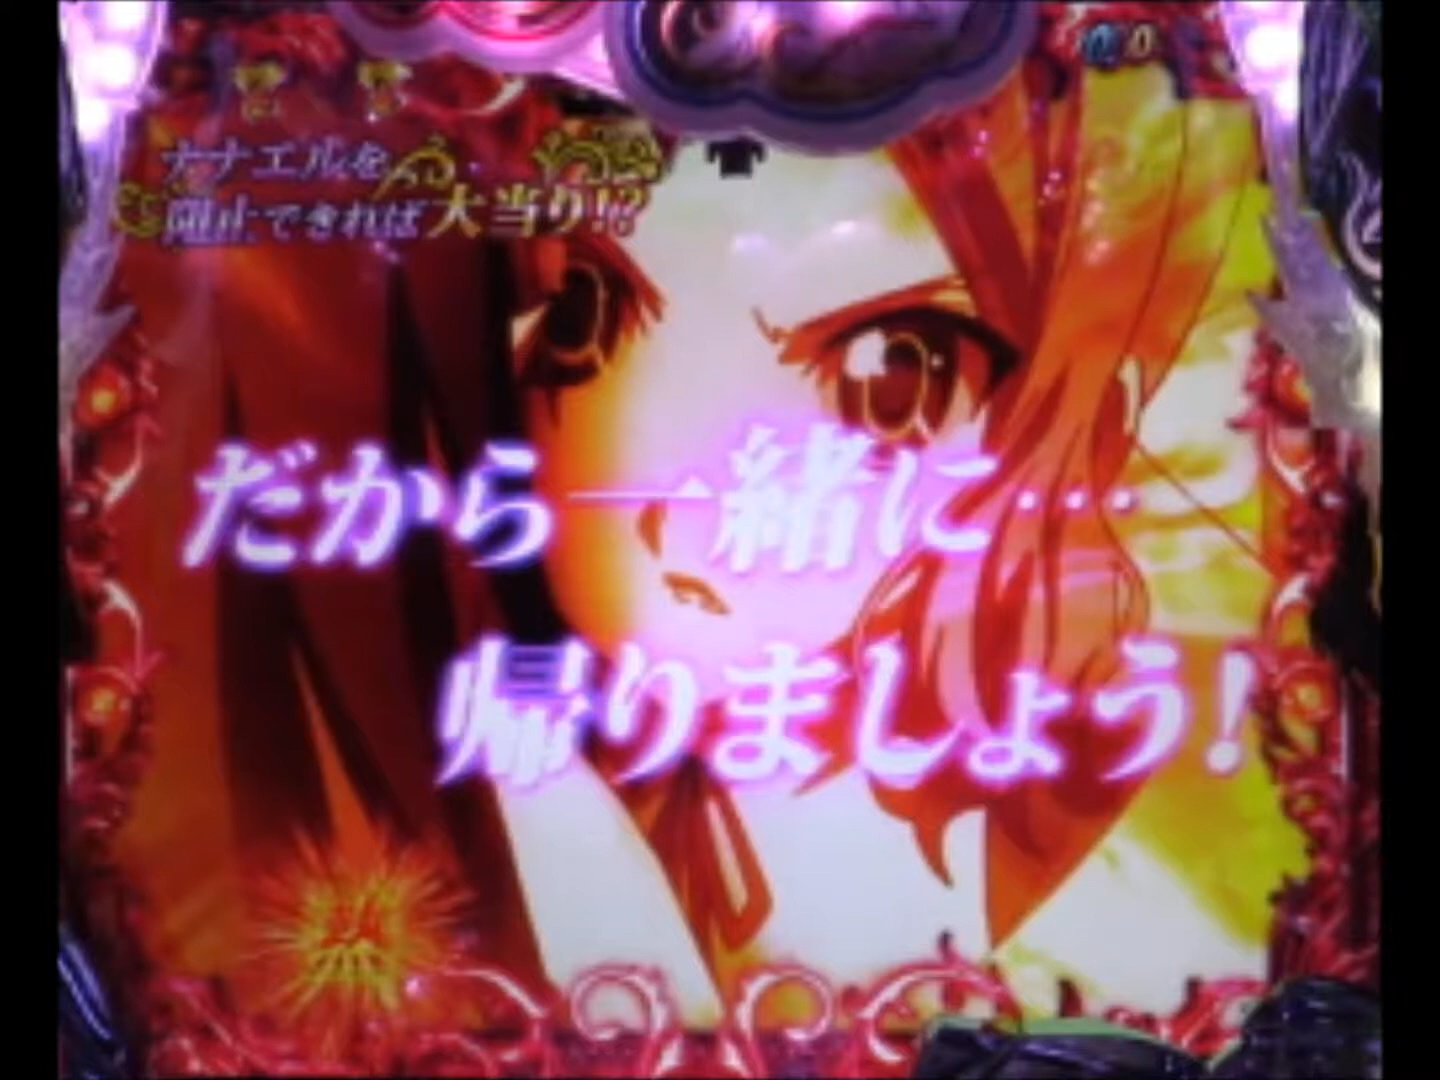 ナナエルを
阻止できれば大当り!?
だから一緒に……
帰りましょう!